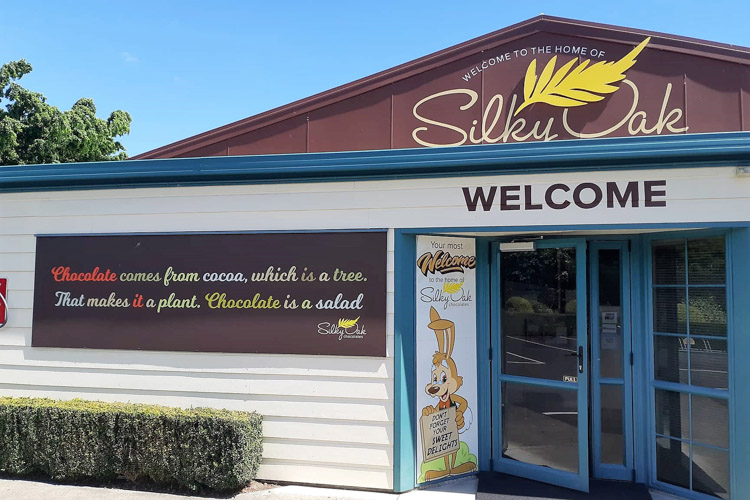 WELCOME TO THE HOME OF
Silky Oak
WELCOME
Chocolate comes from cocoa, which is a tree.
That makes it a plant. Chocolate is a salad
Silky Oak
chocolates
Your most
Welcome
to the home of
Silky Oak
chocolates
DON'T
FORGET
YOUR
SWEET
DELIGHTS
PULL